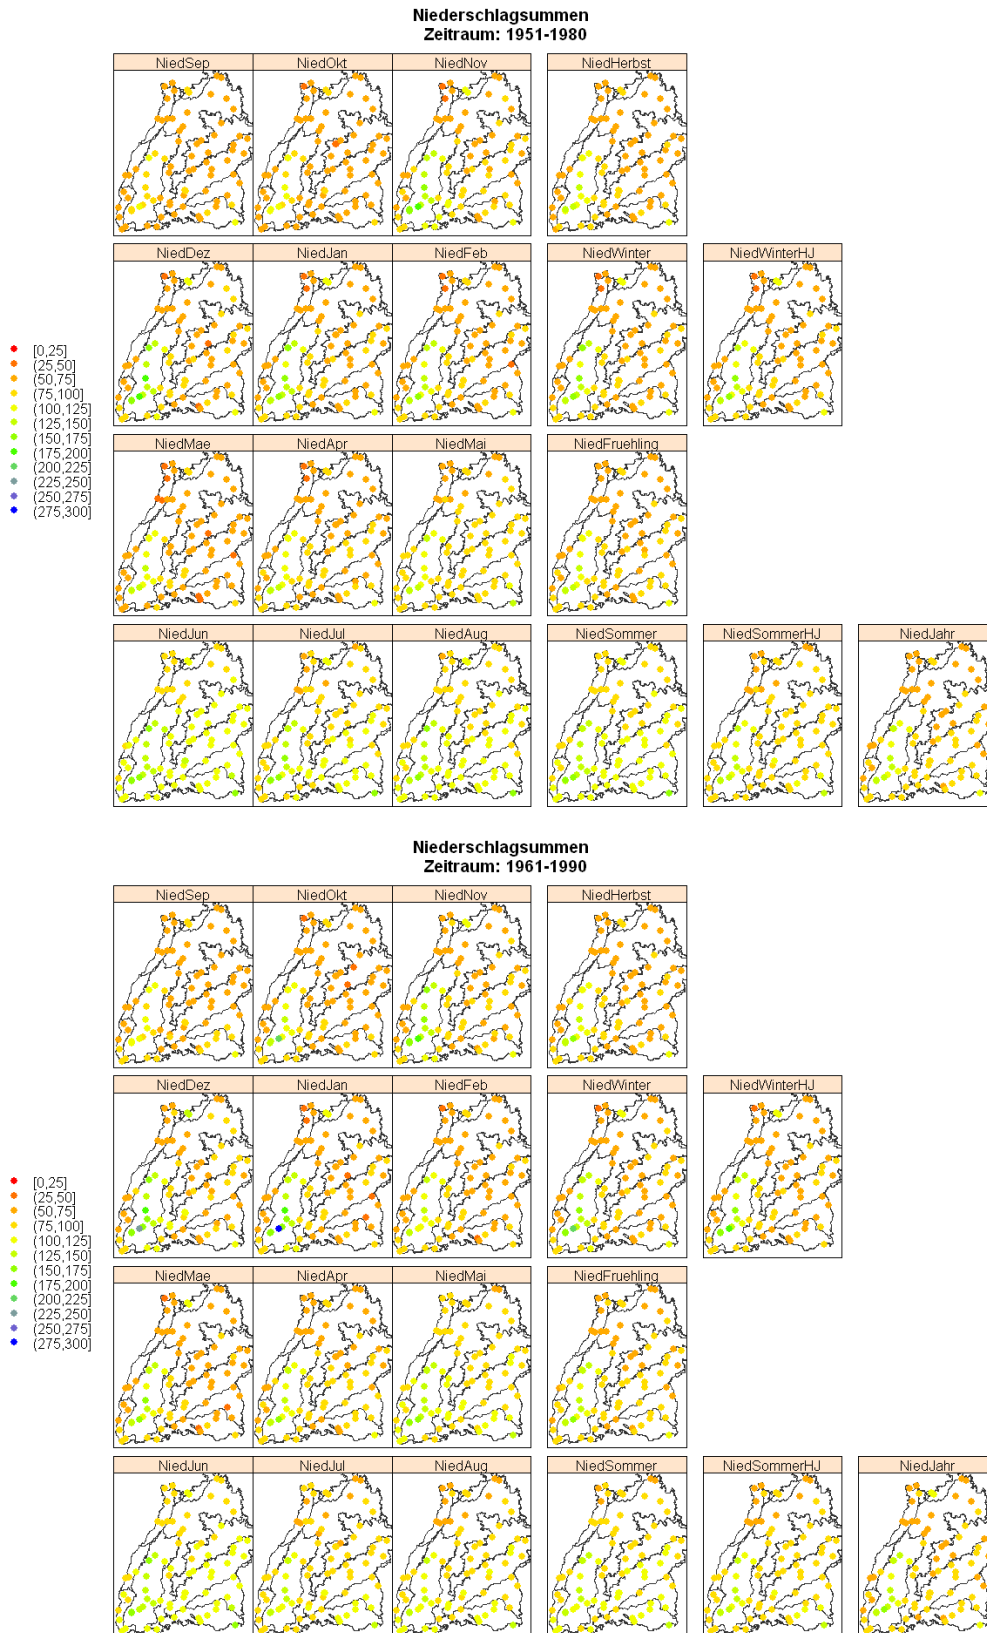 Niederschlagsummen
Zeitraum: 1951-1980
NiedSep NiedOkt NiedNov NiedHerbst
NiedDez NiedJan NiedFeb NiedWinter NiedWinterHJ
[0,25]
(25,50]
(50,75]
(75,100]
(100,125]
(125,150]
(150,175]
(175,200]
(200,225]
(225,250]
(250,275]
(275,300]
NiedMae NiedApr NiedMai NiedFruehling
NiedJun NiedJul NiedAug NiedSommer NiedSommerHJ NiedJahr
Niederschlagsummen
Zeitraum: 1961-1990
NiedSep NiedOkt NiedNov NiedHerbst
NiedDez NiedJan NiedFeb NiedWinter NiedWinterHJ
[0,25]
(25,50]
(50,75]
(75,100]
(100,125]
(125,150]
(150,175]
(175,200]
(200,225]
(225,250]
(250,275]
(275,300]
NiedMae NiedApr NiedMai NiedFruehling
NiedJun NiedJul NiedAug NiedSommer NiedSommerHJ NiedJahr